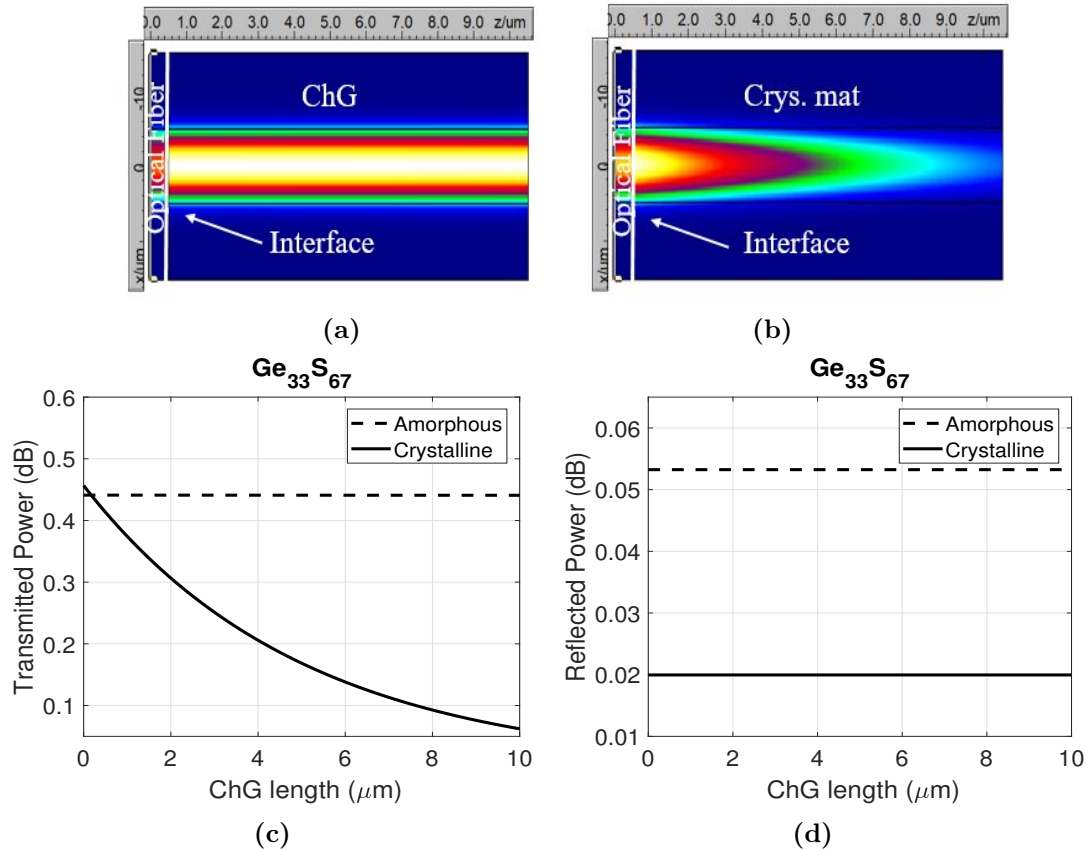 0.0 1.0 2.0 3.0 4.0 5.0 6.0 7.0 8.0 9.0 z/um
-10
0
x/um
Optical Fiber
ChG
Interface
(a)
0.0 1.0 2.0 3.0 4.0 5.0 6.0 7.0 8.0 9.0 z/um
-10
0
x/um
Optical Fiber
Crys. mat
Interface
(b)
Ge33S67
Transmitted Power (dB)
0.6
0.5
0.4
0.3
0.2
0.1
0 2 4 6 8 10
ChG length (μm)
Amorphous
Crystalline
(c)
Ge33S67
Reflected Power (dB)
0.06
0.05
0.04
0.03
0.02
0.01
0 2 4 6 8 10
ChG length (μm)
Amorphous
Crystalline
(d)